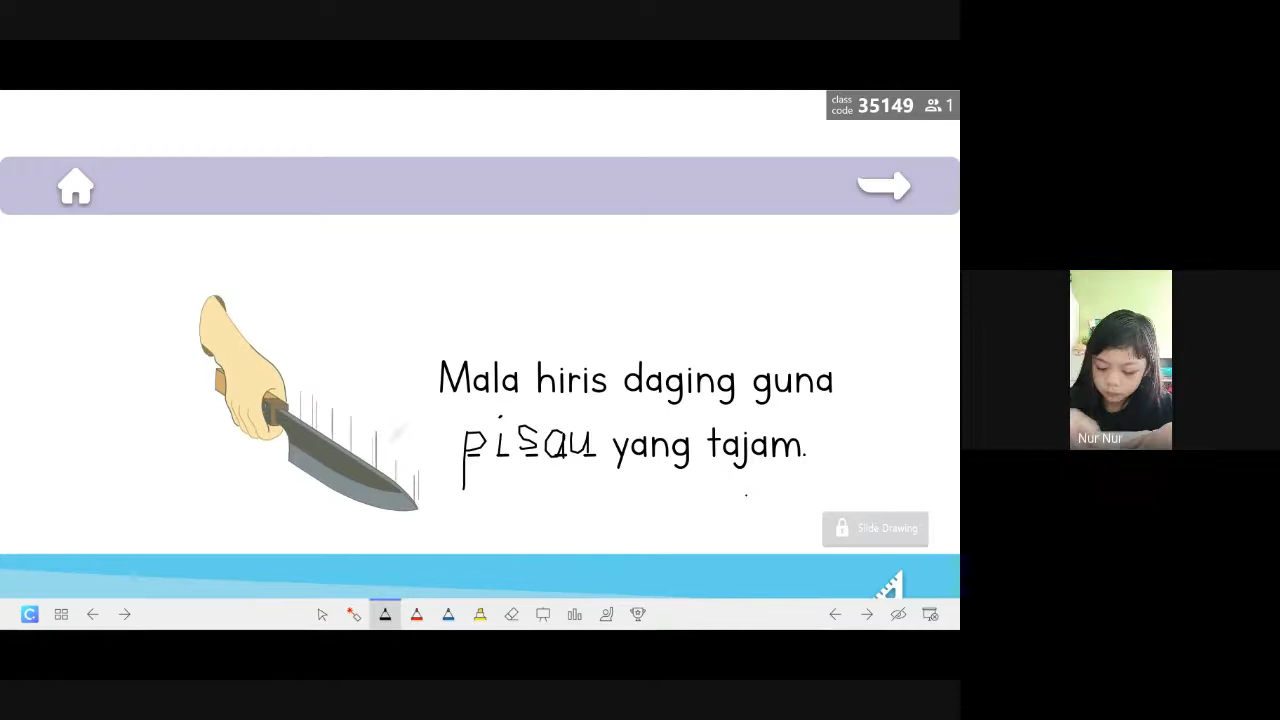 class code 35149 1
Mala hiris daging guna
pisau yang tajam.
Slide Drawing
Nur Nur